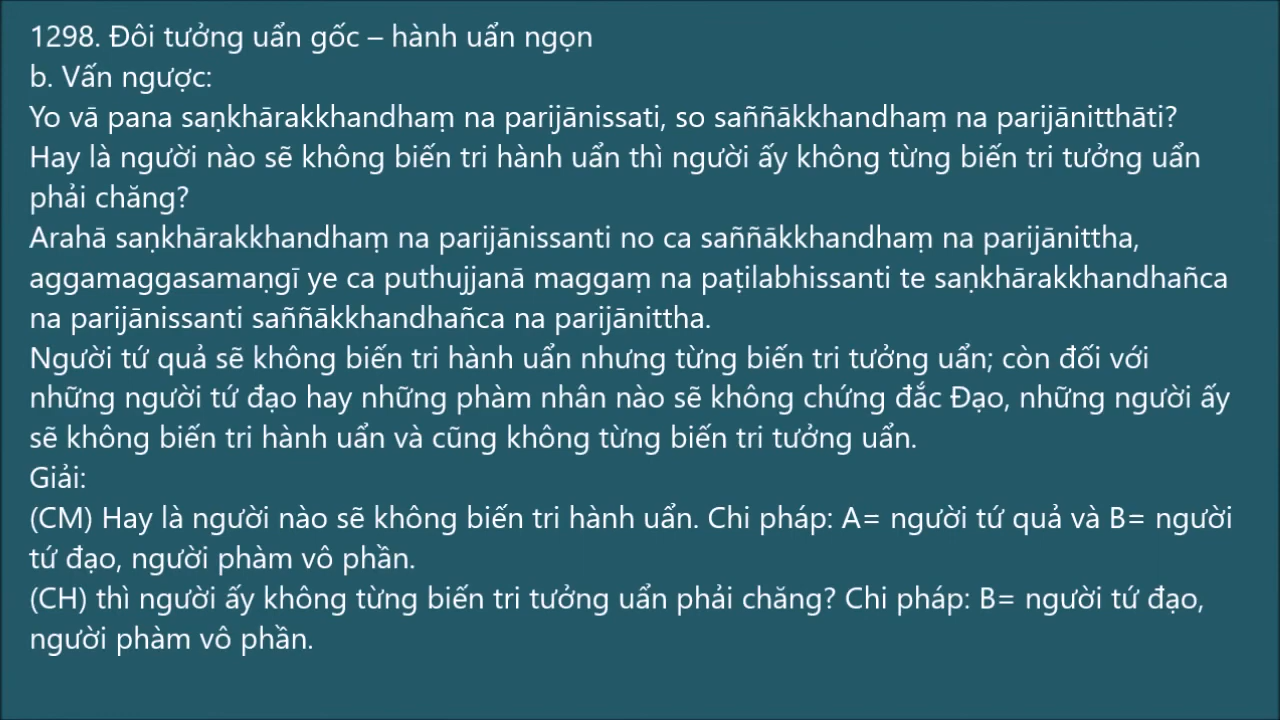 1298. Đôi tưởng uẩn gốc – hành uẩn ngọn
b. Vấn ngược:
Yo vā pana saṇkhārakkhandhaṃ na parijānissati, so saññākkhandhaṃ na parijānitthāti?
Hay là người nào sẽ không biến tri hành uẩn thì người ấy không từng biến tri tưởng uẩn
phải chăng?
Arahā saṇkhārakkhandhaṃ na parijānissanti no ca saññākkhandhaṃ na parijānittha,
aggamaggasamaṇgī ye ca puthujjanā maggaṃ na paṭilabhissanti te saṇkhārakkhandhañca
na parijānissanti saññākkhandhañca na parijānittha.
Người tứ quả sẽ không biến tri hành uẩn nhưng từng biến tri tưởng uẩn; còn đối với
những người tứ đạo hay những phàm nhân nào sẽ không chứng đắc Đạo, những người ấy
sẽ không biến tri hành uẩn và cũng không từng biến tri tưởng uẩn.
Giải:
(CM) Hay là người nào sẽ không biến tri hành uẩn. Chi pháp: A= người tứ quả và B= người
tứ đạo, người phàm vô phần.
(CH) thì người ấy không từng biến tri tưởng uẩn phải chăng? Chi pháp: B= người tứ đạo,
người phàm vô phần.